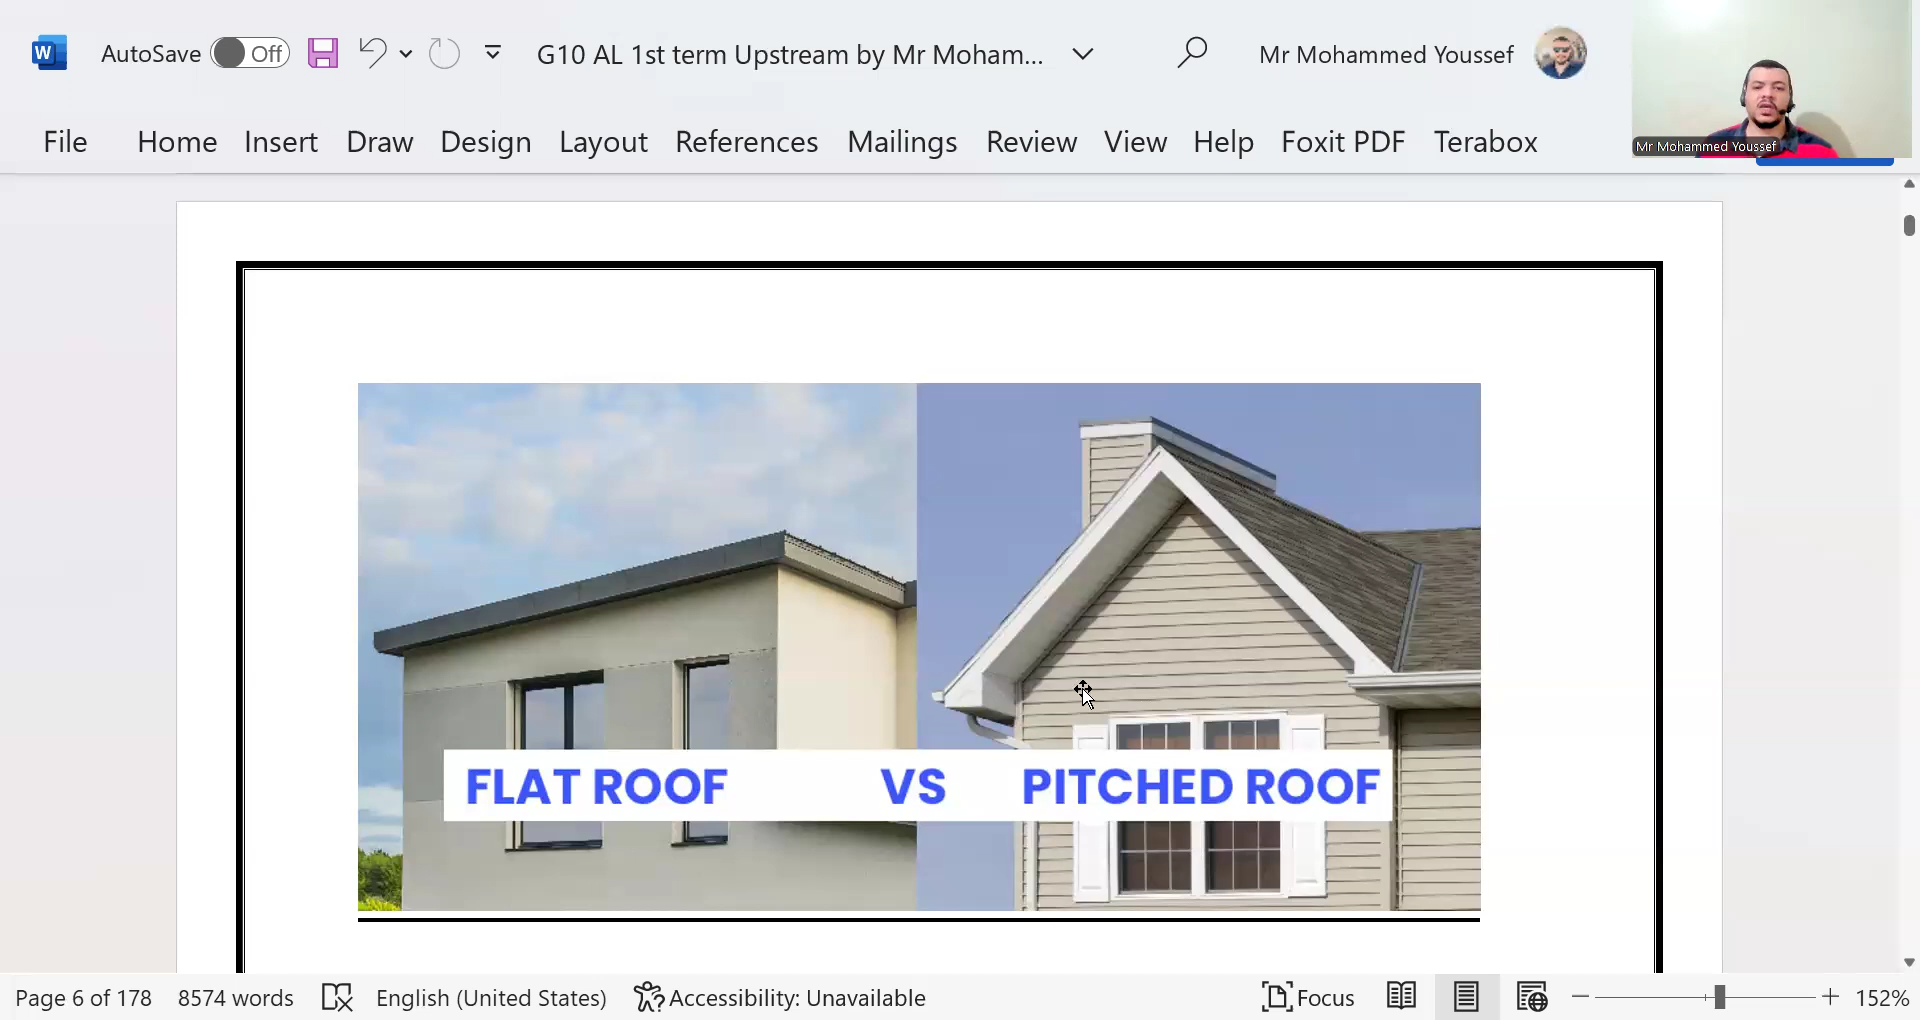 W
AutoSave Off
G10 AL 1st term Upstream by Mr Moham...
Mr Mohammed Youssef
Mr Mohammed Youssef
File Home Insert Draw Design Layout References Mailings Review View Help Foxit PDF Terabox
FLAT ROOF VS PITCHED ROOF
Page 6 of 178 8574 words English (United States) Accessibility: Unavailable Focus 152%